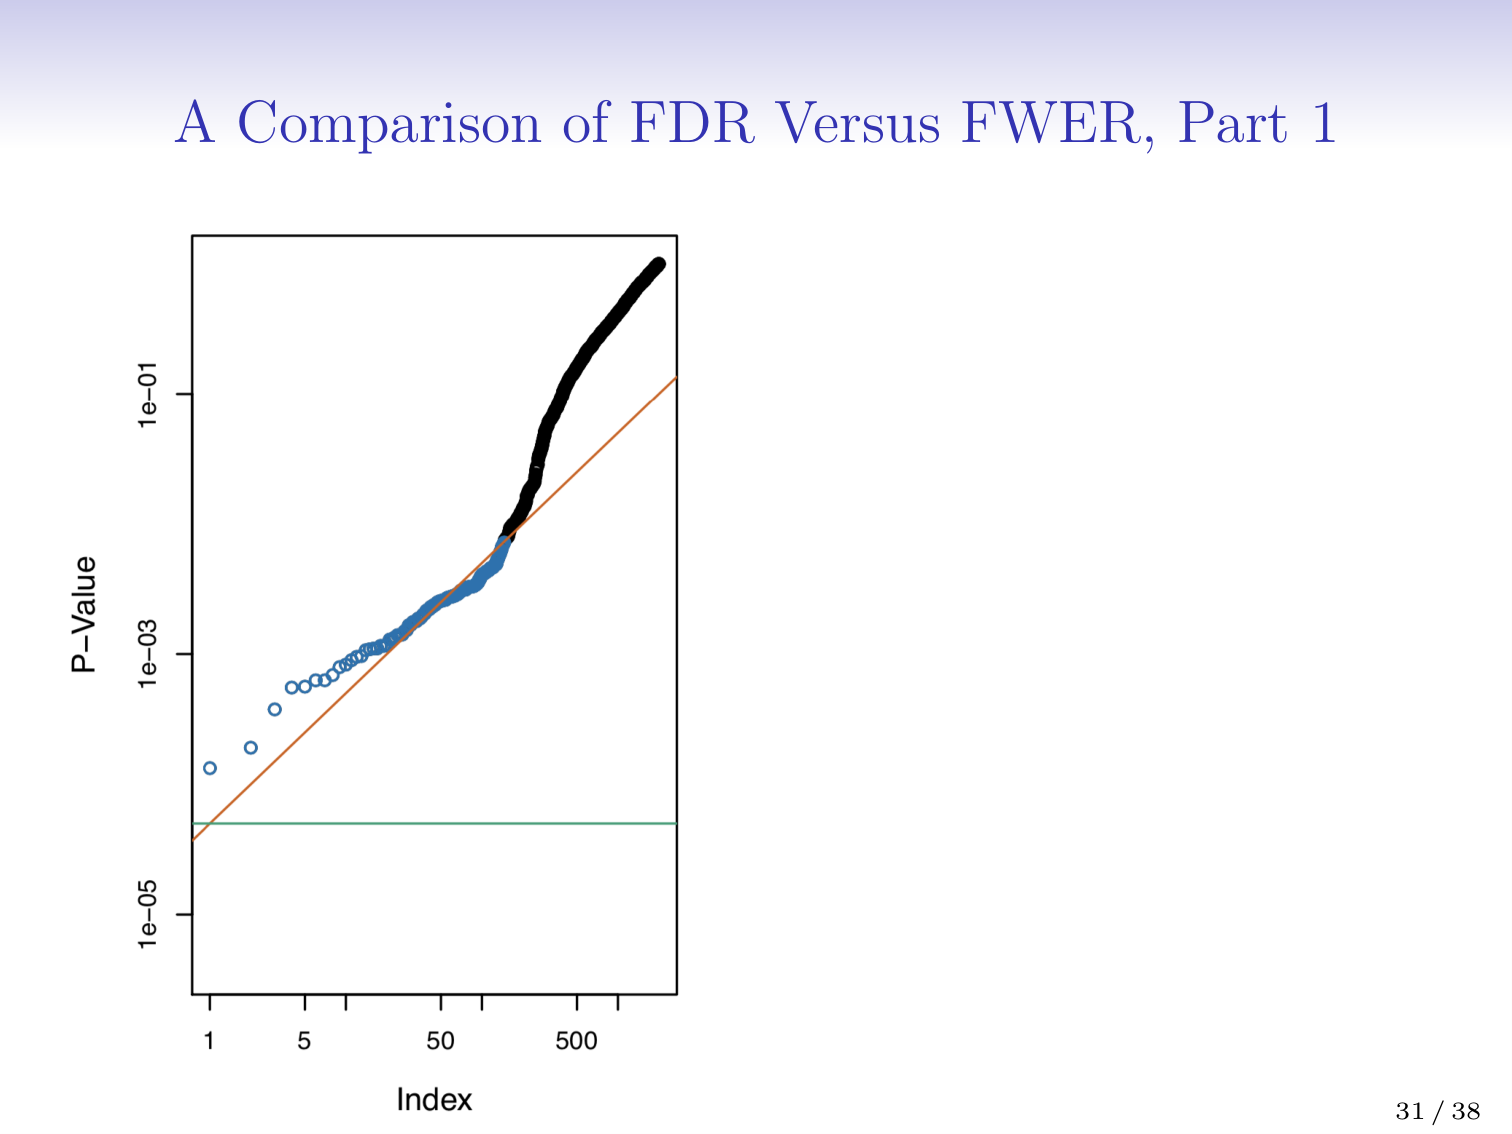 A Comparison of FDR Versus FWER, Part 1
1e−01
1e−03
1e−05
P−Value
1 5 50 500
Index
31 / 38